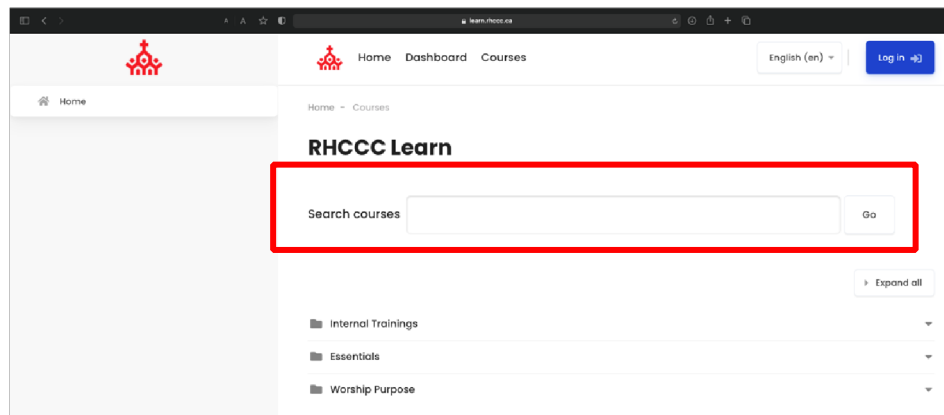 A A learn.rhccc.ca
Home Dashboard Courses English (en) Log in
Home
Home - Courses
RHCCC Learn
Search courses Go
Expand all
Internal Trainings
Essentials
Worship Purpose